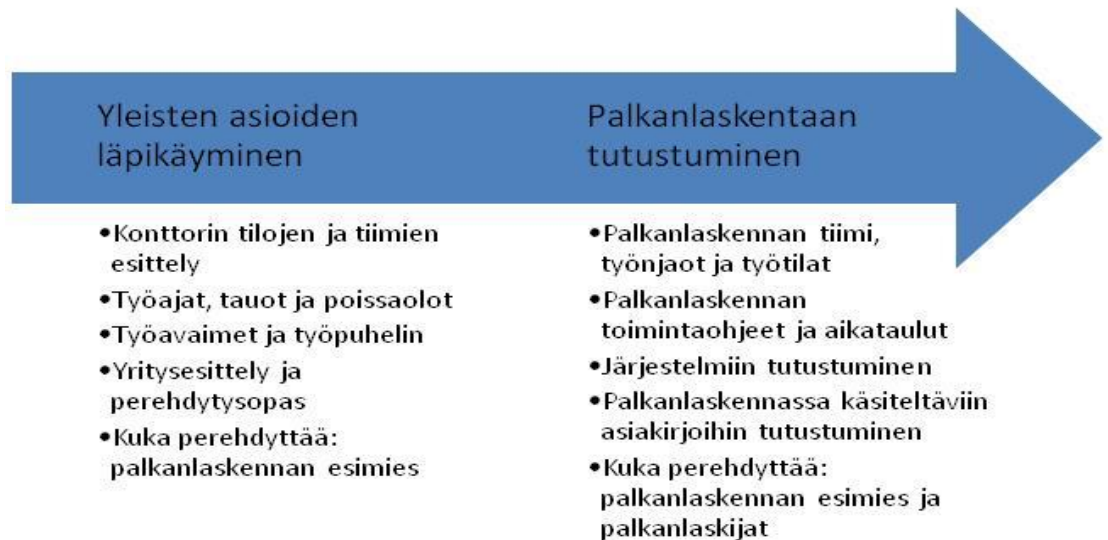 Yleisten asioiden
läpikäyminen
•Konttorin tilojen ja tiimien
esittely
•Työajat, tauot ja poissaolot
•Työavaimet ja työpuhelin
•Yritysesittely ja
perehdytysopas
•Kuka perehdyttää:
palkanlaskennan esimies
Palkanlaskentaan
tutustuminen
•Palkanlaskennan tiimi,
työnjaot ja työtilat
•Palkanlaskennan
toimintaohjeet ja aikataulut
•Järjestelmiin tutustuminen
•Palkanlaskennassa käsiteltäviin
asiakirjoihin tutustuminen
•Kuka perehdyttää:
palkanlaskennan esimies ja
palkanlaskijat